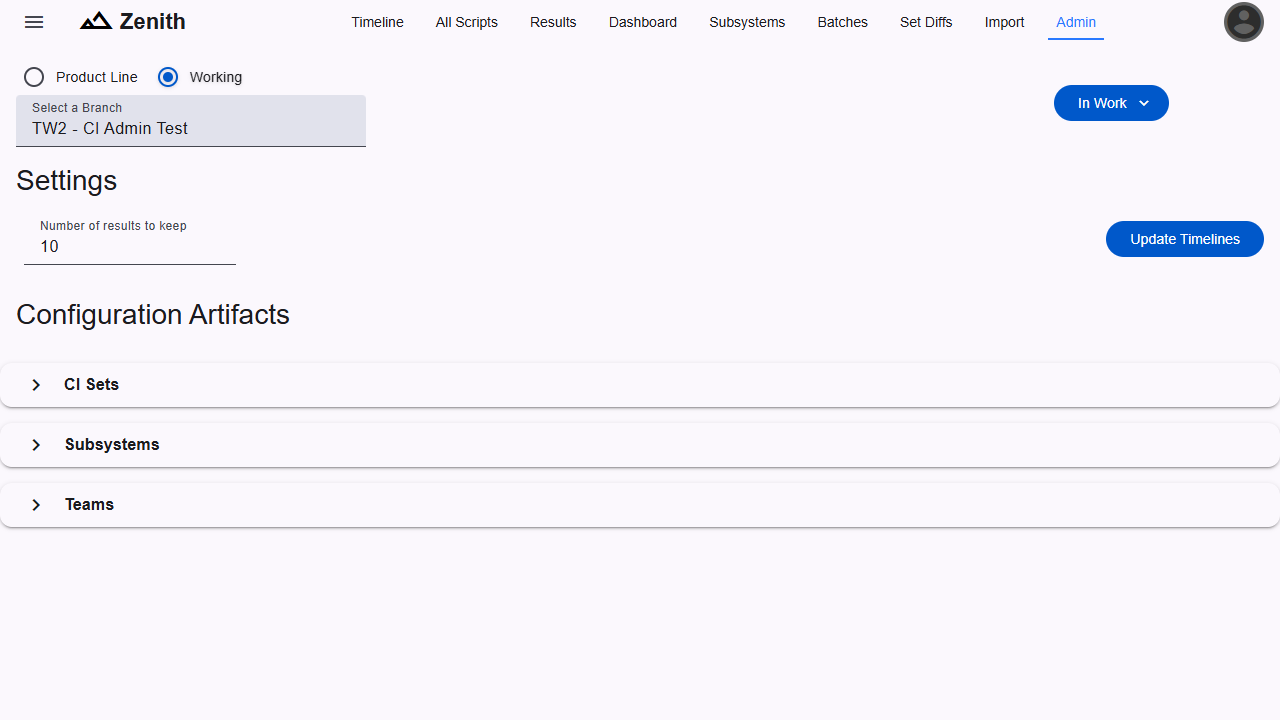 Zenith
Timeline All Scripts Results Dashboard Subsystems Batches Set Diffs Import Admin
Product Line Working
Select a Branch
TW2 - CI Admin Test
In Work
Settings
Number of results to keep
10
Update Timelines
Configuration Artifacts
CI Sets
Subsystems
Teams